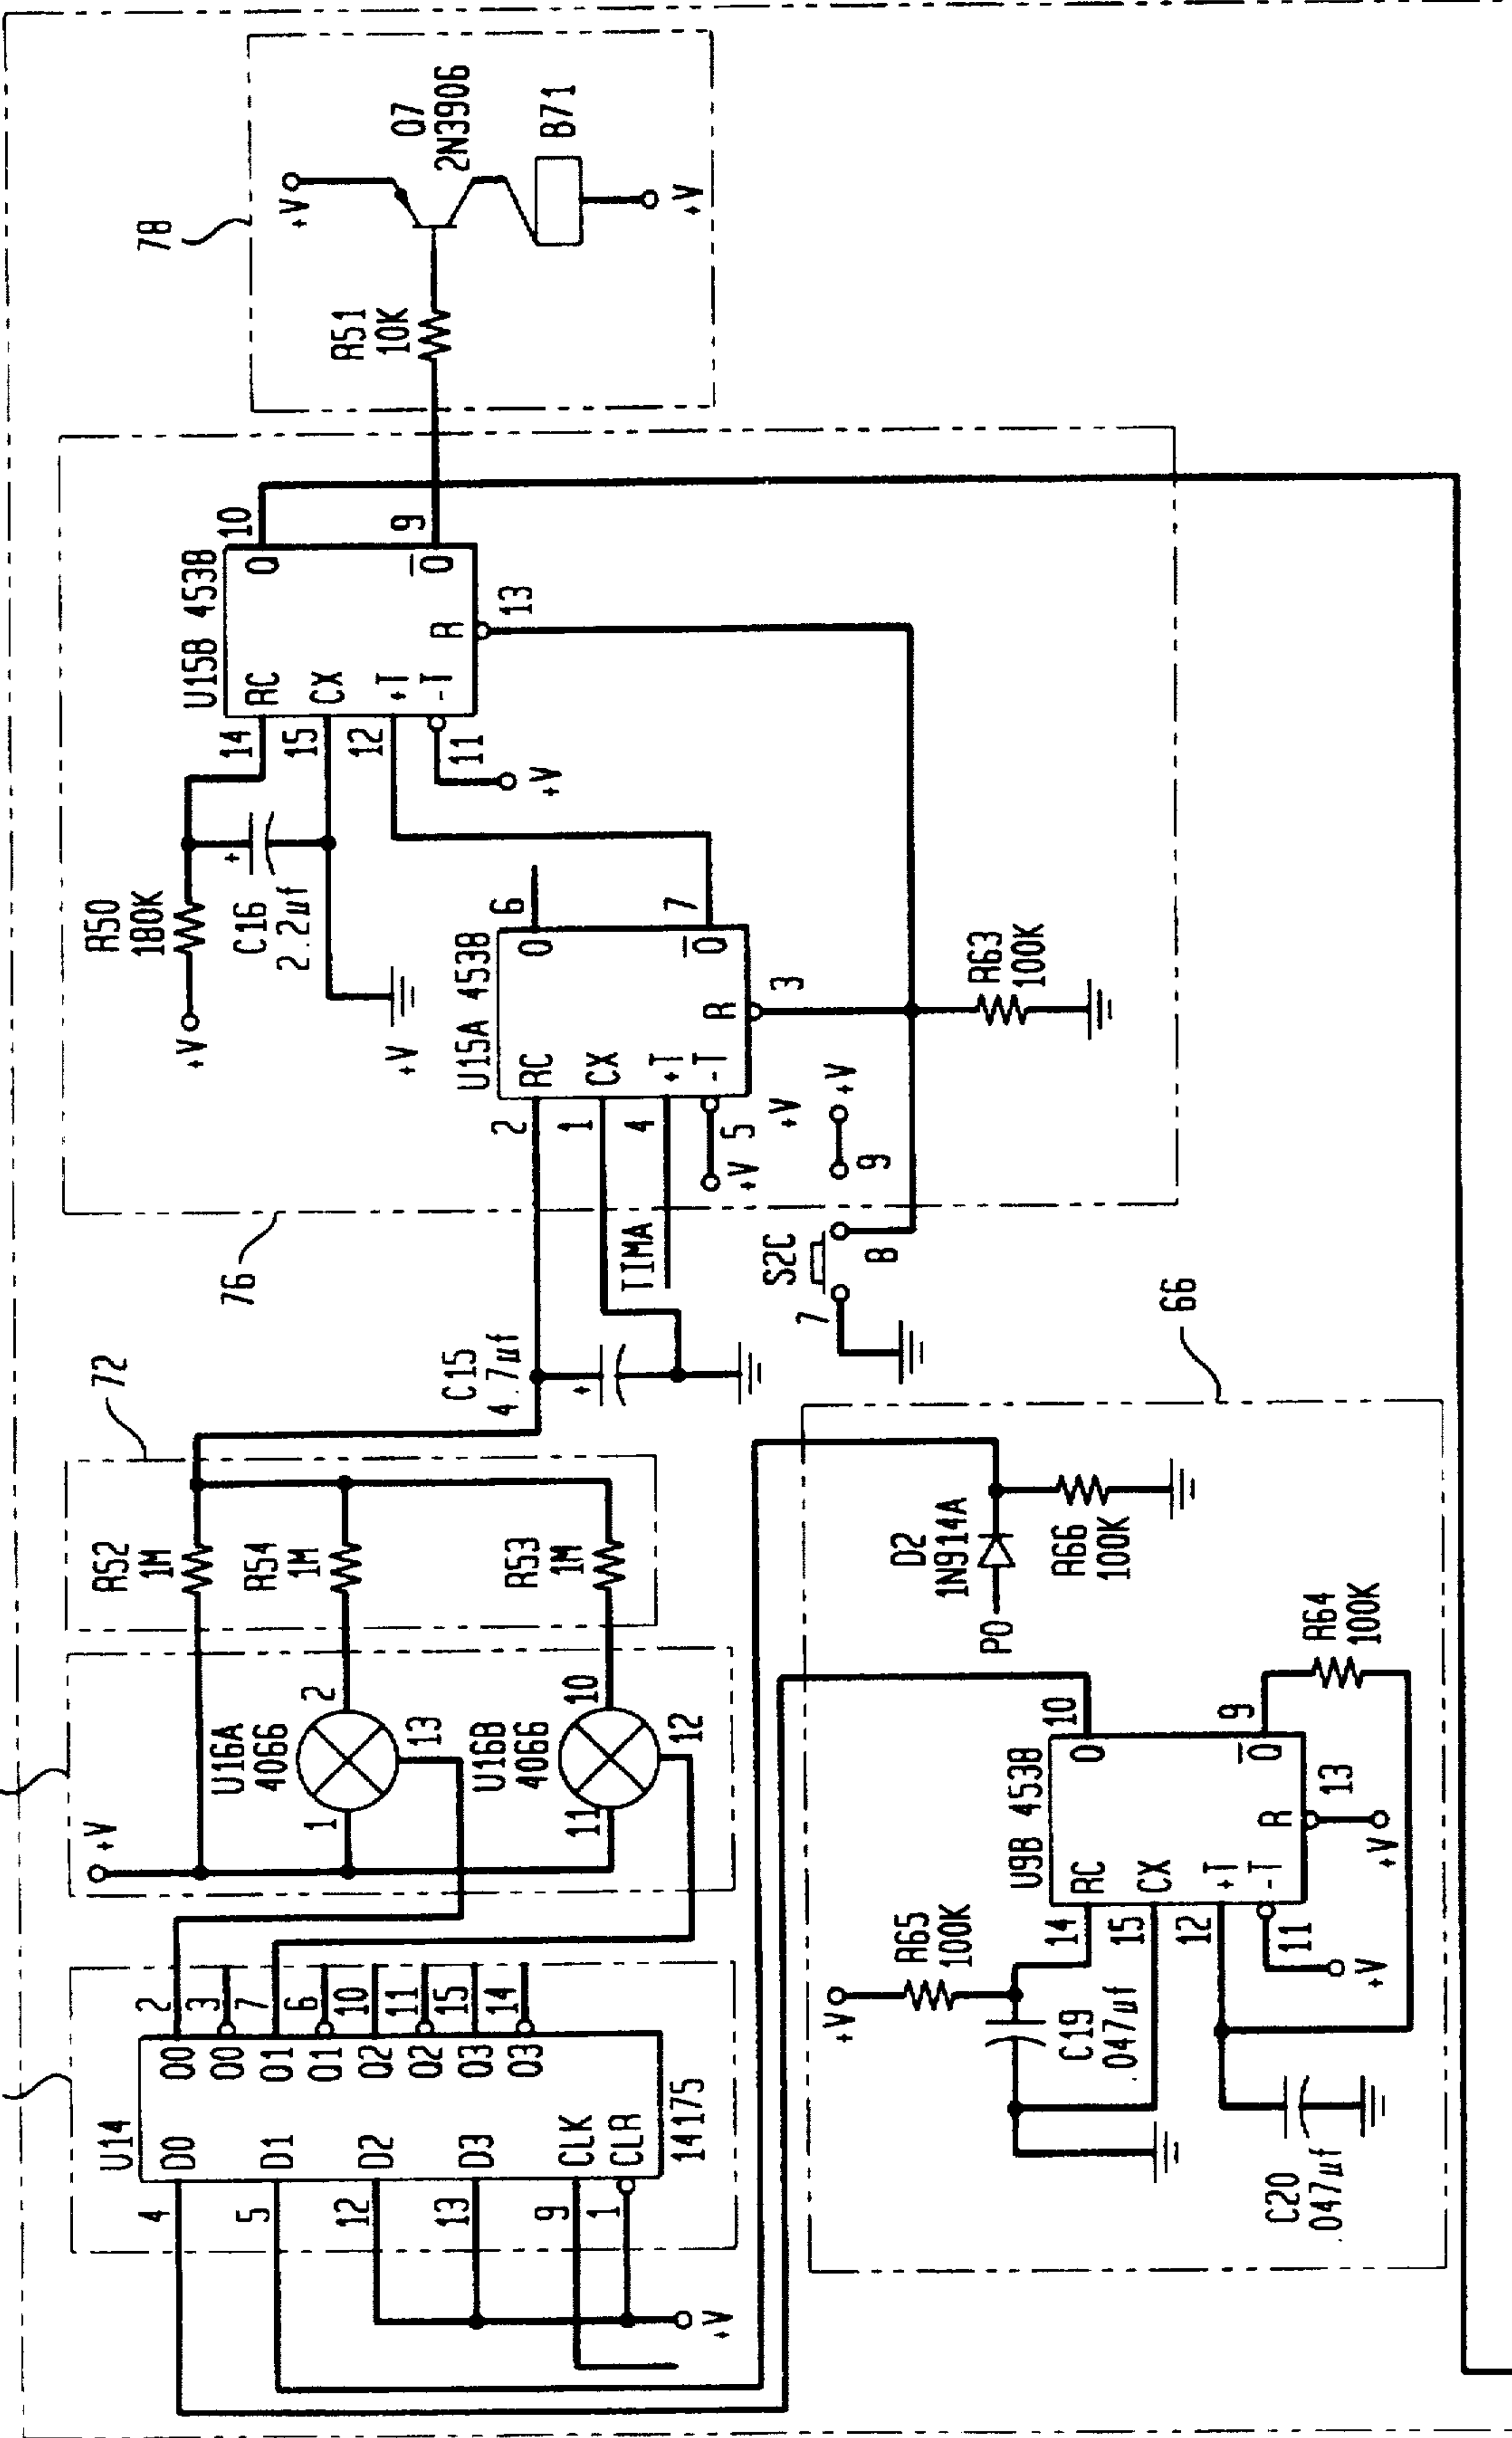 78
+V
Q7
2N3906
B71
+V
R51
10K
76
R50
180K
+V
C16
2.2µf
+V
U15B 4538
14
RC
15
CX
12
+T
11
-T
+V
R
13
10
Q
9
Q
U15A 4538
2
RC
1
CX
4
+T
5
-T
+V
+V
TIMA
R
3
6
Q
7
Q
R63
100K
+V
9
S2C
7
8
C15
4.7µf
72
R52
1M
R54
1M
R53
1M
+V
U16A
4066
1
2
13
U16B
4066
11
10
12
U14
4
D0
5
D1
12
D2
13
D3
9
CLK
1
CLR
14175
Q0
2
Q0
3
Q1
7
Q1
6
Q2
10
Q2
11
Q3
15
Q3
14
+V
66
D2
1N914A
PO
R66
100K
+V
R65
100K
C19
.047µf
U9B 4538
14
RC
15
CX
12
+T
11
-T
+V
R
13
+V
10
Q
9
Q
R64
100K
C20
.047µf